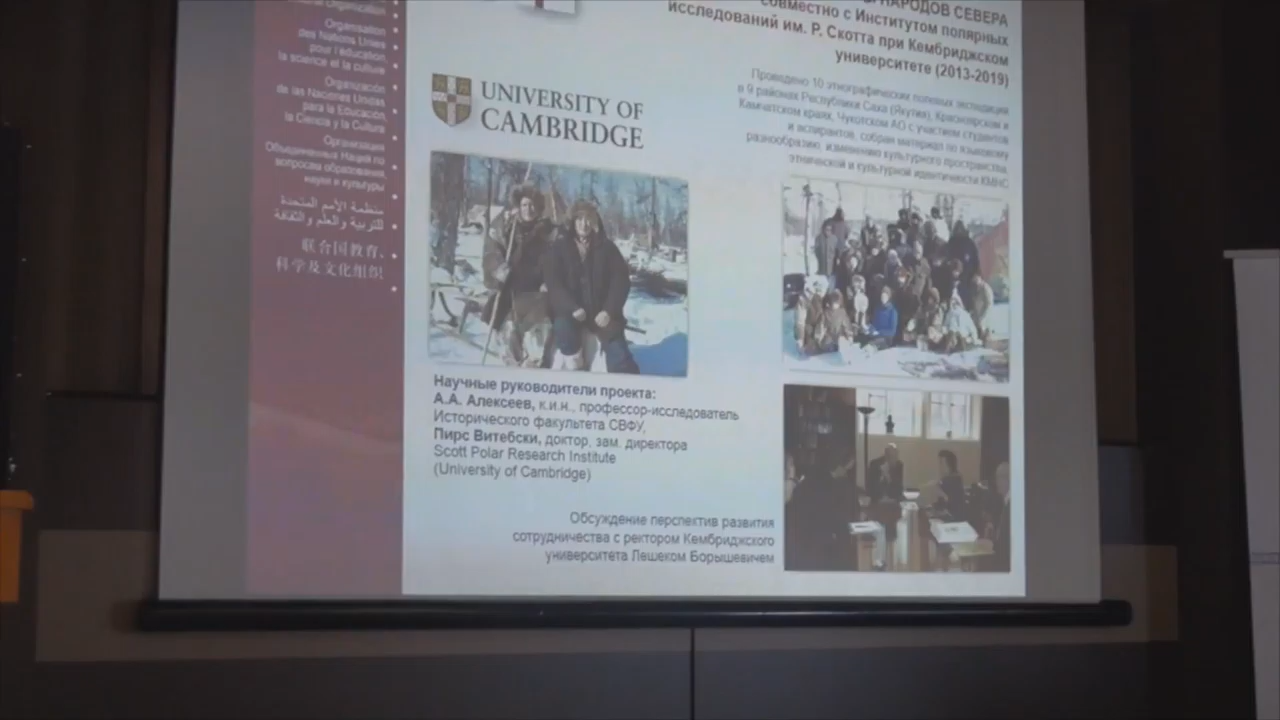 Organisation
des Nations Unies
pour l'éducation,
la science et la culture
Organización
de las Naciones Unidas
para la Educación,
la Ciencia y la Cultura
Организация
Объединенных Наций по
вопросам образования,
науки и культуры
منظمة الأمم المتحدة
للتربية والعلم والثقافة
联合国教育、
科学及文化组织
НАРОДОВ СЕВЕРА
совместно с Институтом полярных
исследований им. Р. Скотта при Кембриджском
университете (2013-2019)
Проведено 10 этнографических полевых экспедиций
в 9 районах Республики Саха (Якутия), Красноярском и
Камчатском краях, Чукотском АО с участием студентов
и аспирантов, собран материал по языковому
разнообразию, изменению культурного пространства,
этнической и культурной идентичности КМНС
UNIVERSITY OF
CAMBRIDGE
Научные руководители проекта:
А.А. Алексеев, к.и.н., профессор-исследователь
Исторического факультета СВФУ,
Пирс Витебски, доктор, зам. директора
Scott Polar Research Institute
(University of Cambridge)
Обсуждение перспектив развития
сотрудничества с ректором Кембриджского
университета Лешеком Борышевичем